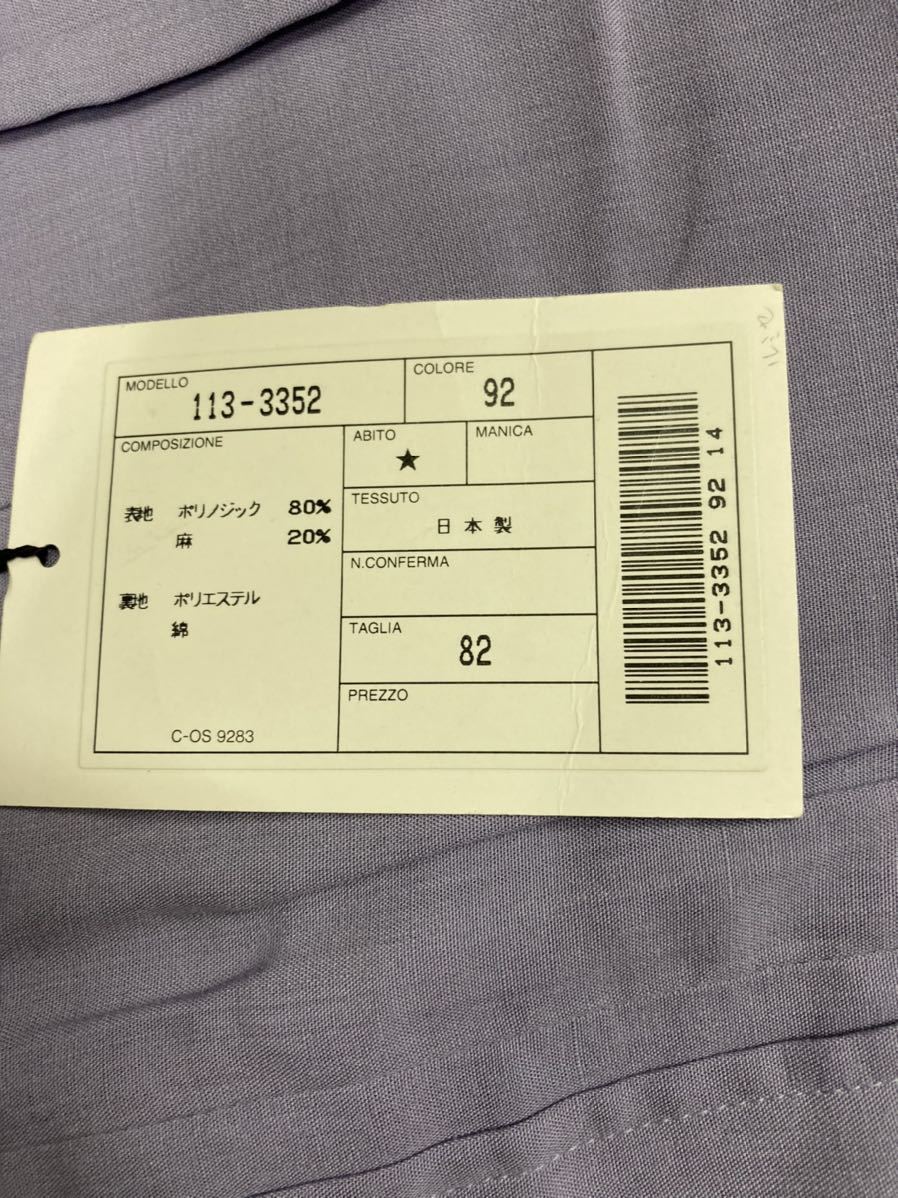 MODELLO
113-3352
COLORE
92
COMPOSIZIONE
表地 ポリノジック 80%
麻 20%
裏地 ポリエステル
綿
C-OS 9283
ABITO
★
MANICA
TESSUTO
日本製
N.CONFERMA
TAGLIA
82
PREZZO
113-3352 92 14